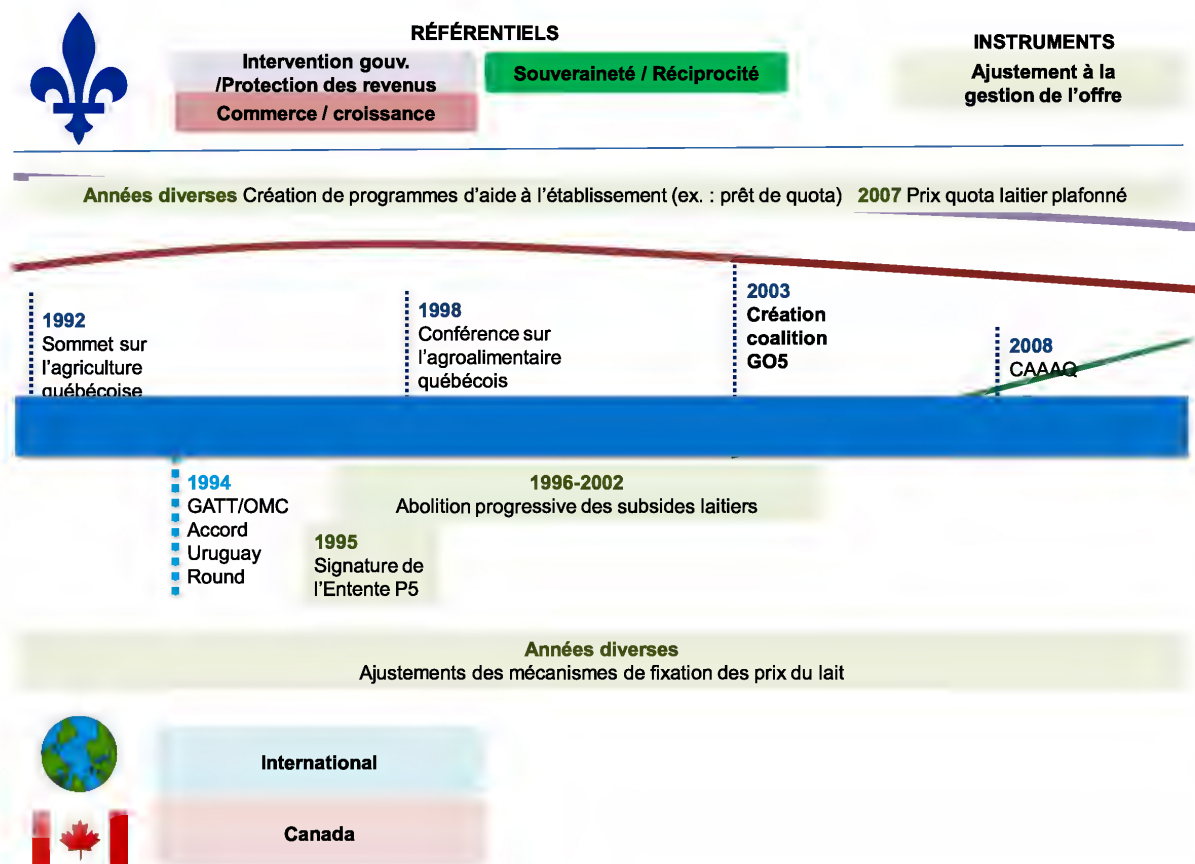 RÉFÉRENTIELS
Intervention gouv.
/Protection des revenus
Commerce / croissance
Souveraineté / Réciprocité
INSTRUMENTS
Ajustement à la
gestion de l'offre
Années diverses Création de programmes d'aide à l'établissement (ex. : prêt de quota) 2007 Prix quota laitier plafonné
1992
Sommet sur
l'agriculture
québécoise
1998
Conférence sur
l'agroalimentaire
québécois
2003
Création
coalition
GO5
2008
CAAAQ
1994
GATT/OMC
Accord
Uruguay
Round
1996-2002
Abolition progressive des subsides laitiers
1995
Signature de
l'Entente P5
Années diverses
Ajustements des mécanismes de fixation des prix du lait
International
Canada